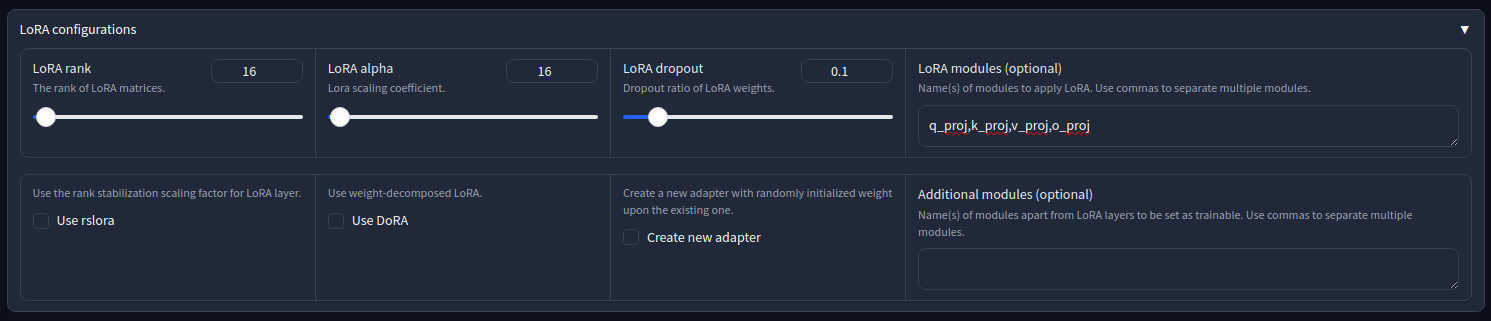 LoRA configurations
▼
LoRA rank
16
The rank of LoRA matrices.
LoRA alpha
16
Lora scaling coefficient.
LoRA dropout
0.1
Dropout ratio of LoRA weights.
LoRA modules (optional)
Name(s) of modules to apply LoRA. Use commas to separate multiple modules.
q_proj,k_proj,v_proj,o_proj
Use the rank stabilization scaling factor for LoRA layer.
Use rslora
Use weight-decomposed LoRA.
Use DoRA
Create a new adapter with randomly initialized weight
upon the existing one.
Create new adapter
Additional modules (optional)
Name(s) of modules apart from LoRA layers to be set as trainable. Use commas to separate multiple
modules.